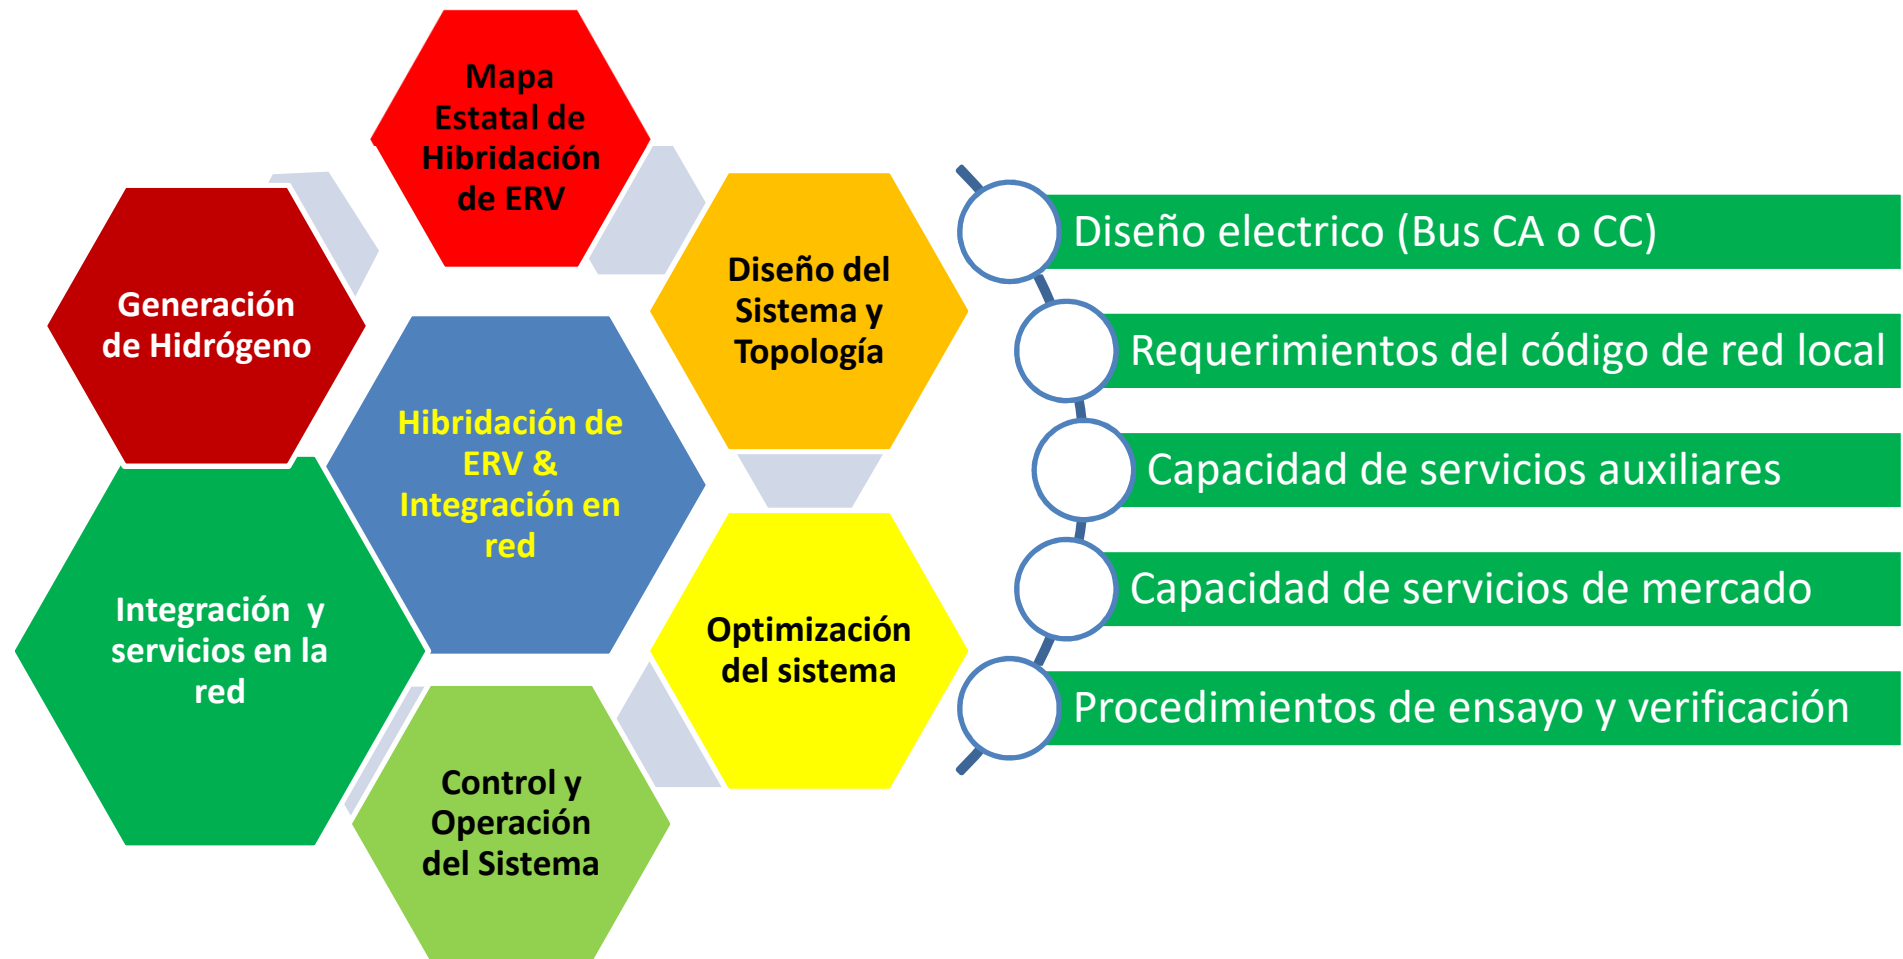 Mapa
Estatal de
Hibridación
de ERV
Generación
de Hidrógeno
Diseño del
Sistema y
Topología
Hibridación de
ERV &
Integración en
red
Integración y
servicios en la
red
Optimización
del sistema
Control y
Operación
del Sistema
Diseño electrico (Bus CA o CC)
Requerimientos del código de red local
Capacidad de servicios auxiliares
Capacidad de servicios de mercado
Procedimientos de ensayo y verificación